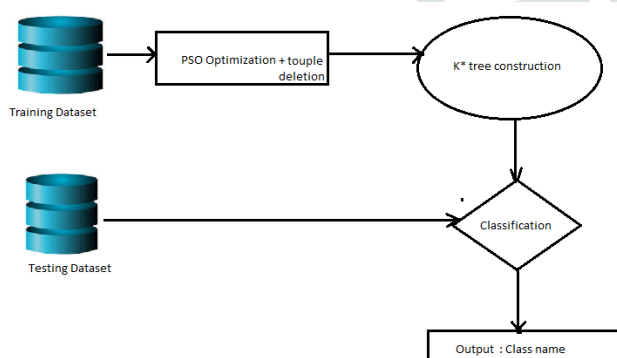 PSO Optimization + touple
deletion
K* tree construction
Training Dataset
Classification
Testing Dataset
Output : Class name